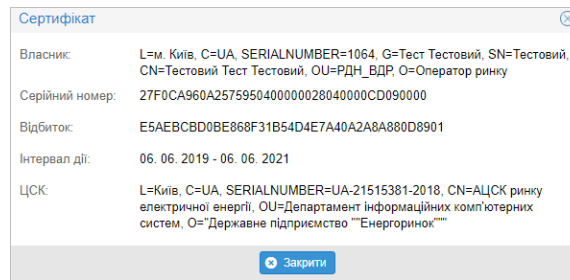 Сертифікат
Власник: L=м. Київ, C=UA, SERIALNUMBER=1064, G=Тест Тестовий, SN=Тестовий,
CN=Тестовий Тест Тестовий, OU=РДН_ВДР, O=Оператор ринку
Серійний номер: 27F0CA960A2575950400000028040000CD090000
Відбиток: E5AEBCBD0BE868F31B54D4E7A40A2A8A880D8901
Інтервал дії: 06. 06. 2019 - 06. 06. 2021
ЦСК: L=Київ, C=UA, SERIALNUMBER=UA-21515381-2018, CN=АЦСК ринку
електричної енергії, OU=Департамент інформаційних комп'ютерних
систем, O="Державне підприємство ""Енергоринок"""
Закрити